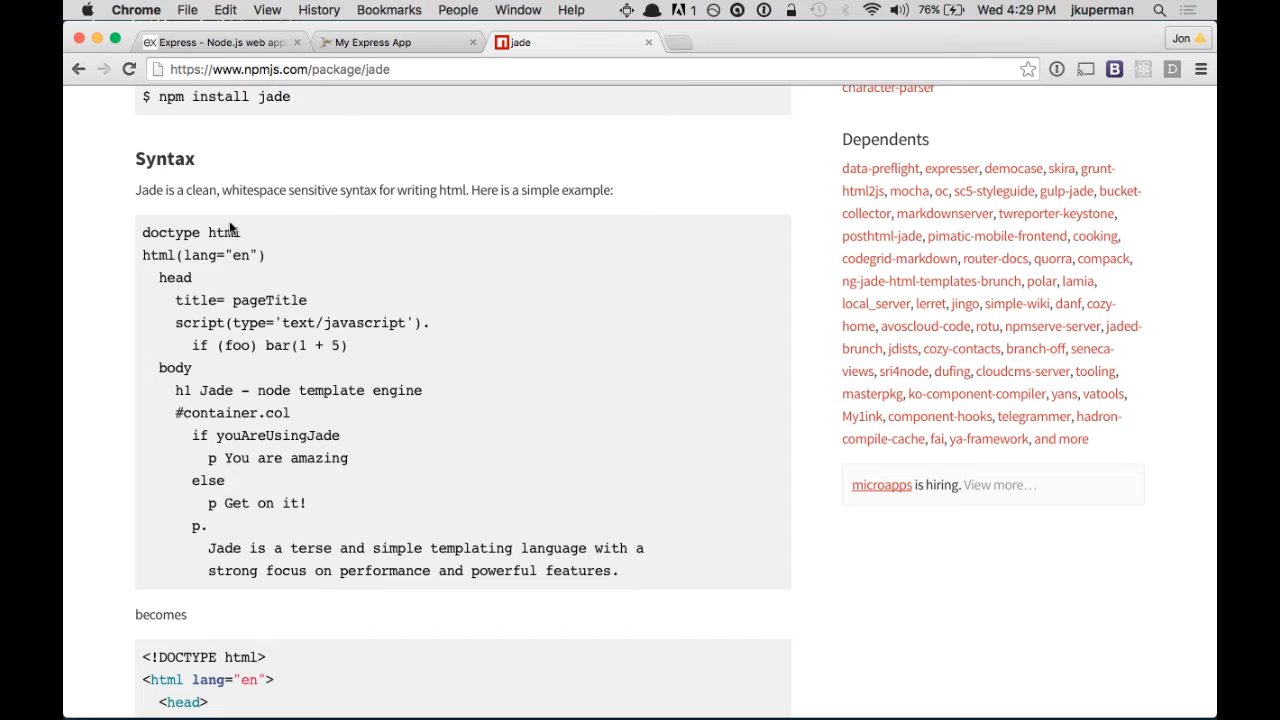 Chrome File Edit View History Bookmarks People Window Help 1 76% Wed 4:29 PM jkuperman
ex Express - Node.js web app My Express App jade Jon
https://www.npmjs.com/package/jade
$ npm install jade
character-parser
Syntax
Jade is a clean, whitespace sensitive syntax for writing html. Here is a simple example:
doctype html
html(lang="en")
head
title= pageTitle
script(type='text/javascript').
if (foo) bar(1 + 5)
body
h1 Jade - node template engine
#container.col
if youAreUsingJade
p You are amazing
else
p Get on it!
p.
Jade is a terse and simple templating language with a
strong focus on performance and powerful features.
becomes
<!DOCTYPE html>
<html lang="en">
<head>
Dependents
data-preflight, expresser, democase, skira, grunt-
html2js, mocha, oc, sc5-styleguide, gulp-jade, bucket-
collector, markdownserver, twreporter-keystone,
posthtml-jade, pimatic-mobile-frontend, cooking,
codegrid-markdown, router-docs, quorra, compack,
ng-jade-html-templates-brunch, polar, lamia,
local_server, lerret, jingo, simple-wiki, danf, cozy-
home, avoscloud-code, rotu, npmserve-server, jaded-
brunch, jdists, cozy-contacts, branch-off, seneca-
views, sri4node, dufing, cloudcms-server, tooling,
masterpkg, ko-component-compiler, yans, vatools,
My1ink, component-hooks, telegrammer, hadron-
compile-cache, fai, ya-framework, and more
microapps is hiring. View more…